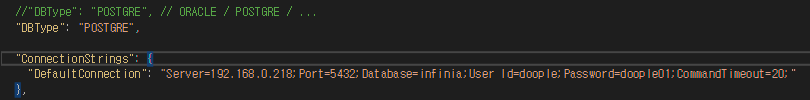 //"DBType": "POSTGRE", // ORACLE / POSTGRE / ...
"DBType": "POSTGRE",
"ConnectionStrings": {
"DefaultConnection": "Server=192.168.0.218;Port=5432;Database=infinia;User Id=doople;Password=doople01;CommandTimeout=20;"
},